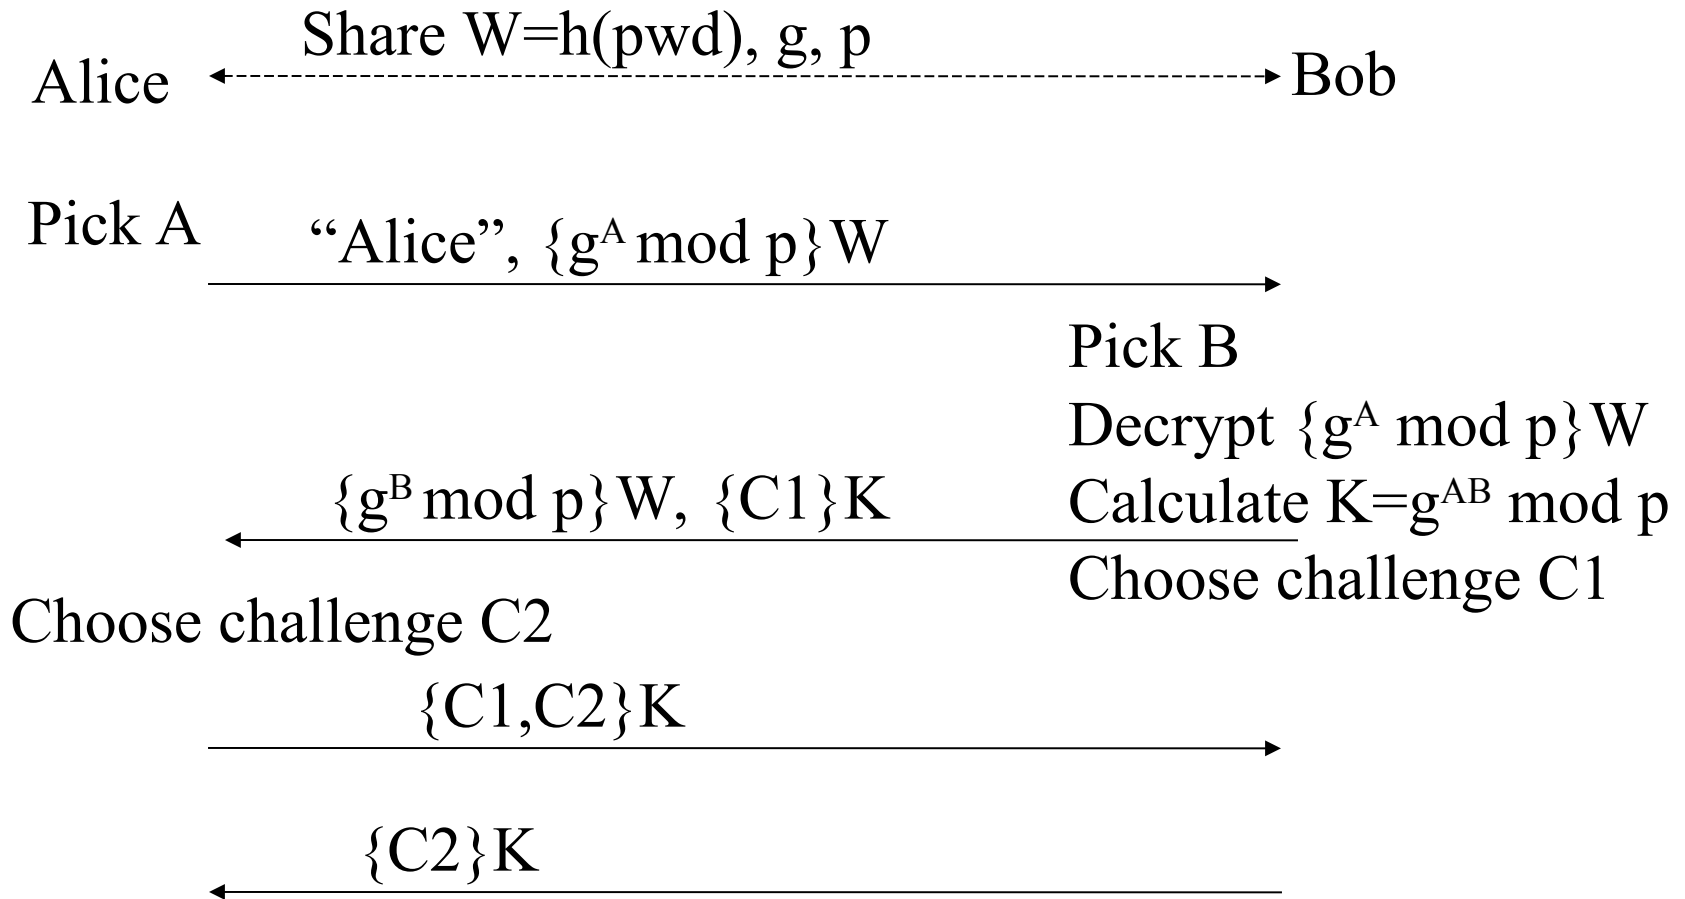 Share W=h(pwd), g, p
Alice
Bob
Pick A
“Alice”, {gᴬ mod p}W
Pick B
Decrypt {gᴬ mod p}W
{gᴮ mod p}W, {C1}K
Calculate K=gᴬᴮ mod p
Choose challenge C1
Choose challenge C2
{C1,C2}K
{C2}K